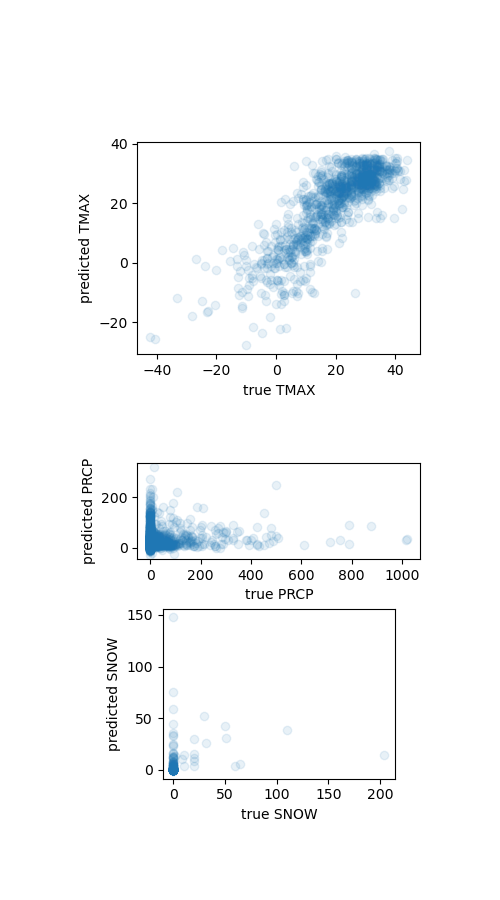 40
20
0
−20
predicted TMAX
−40 −20 0 20 40
true TMAX
200
0
predicted PRCP
0 200 400 600 800 1000
true PRCP
150
100
50
0
predicted SNOW
0 50 100 150 200
true SNOW